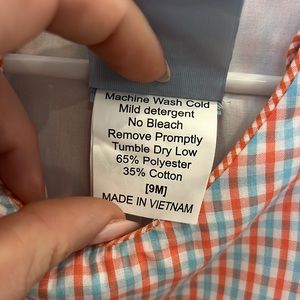 Machine Wash Cold
Mild detergent
No Bleach
Remove Promptly
Tumble Dry Low
65% Polyester
35% Cotton
[9M]
MADE IN VIETNAM